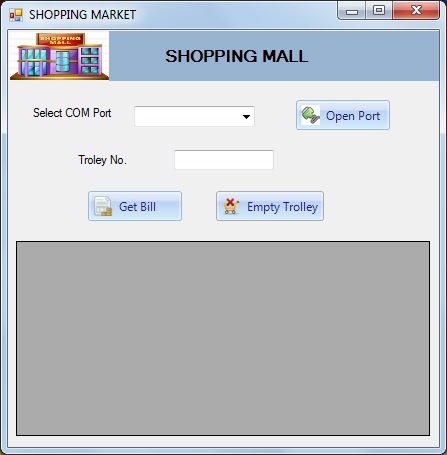 SHOPPING MARKET
SHOPPING
MALL
SHOPPING MALL
Select COM Port
Open Port
Troley No.
Get Bill
Empty Trolley